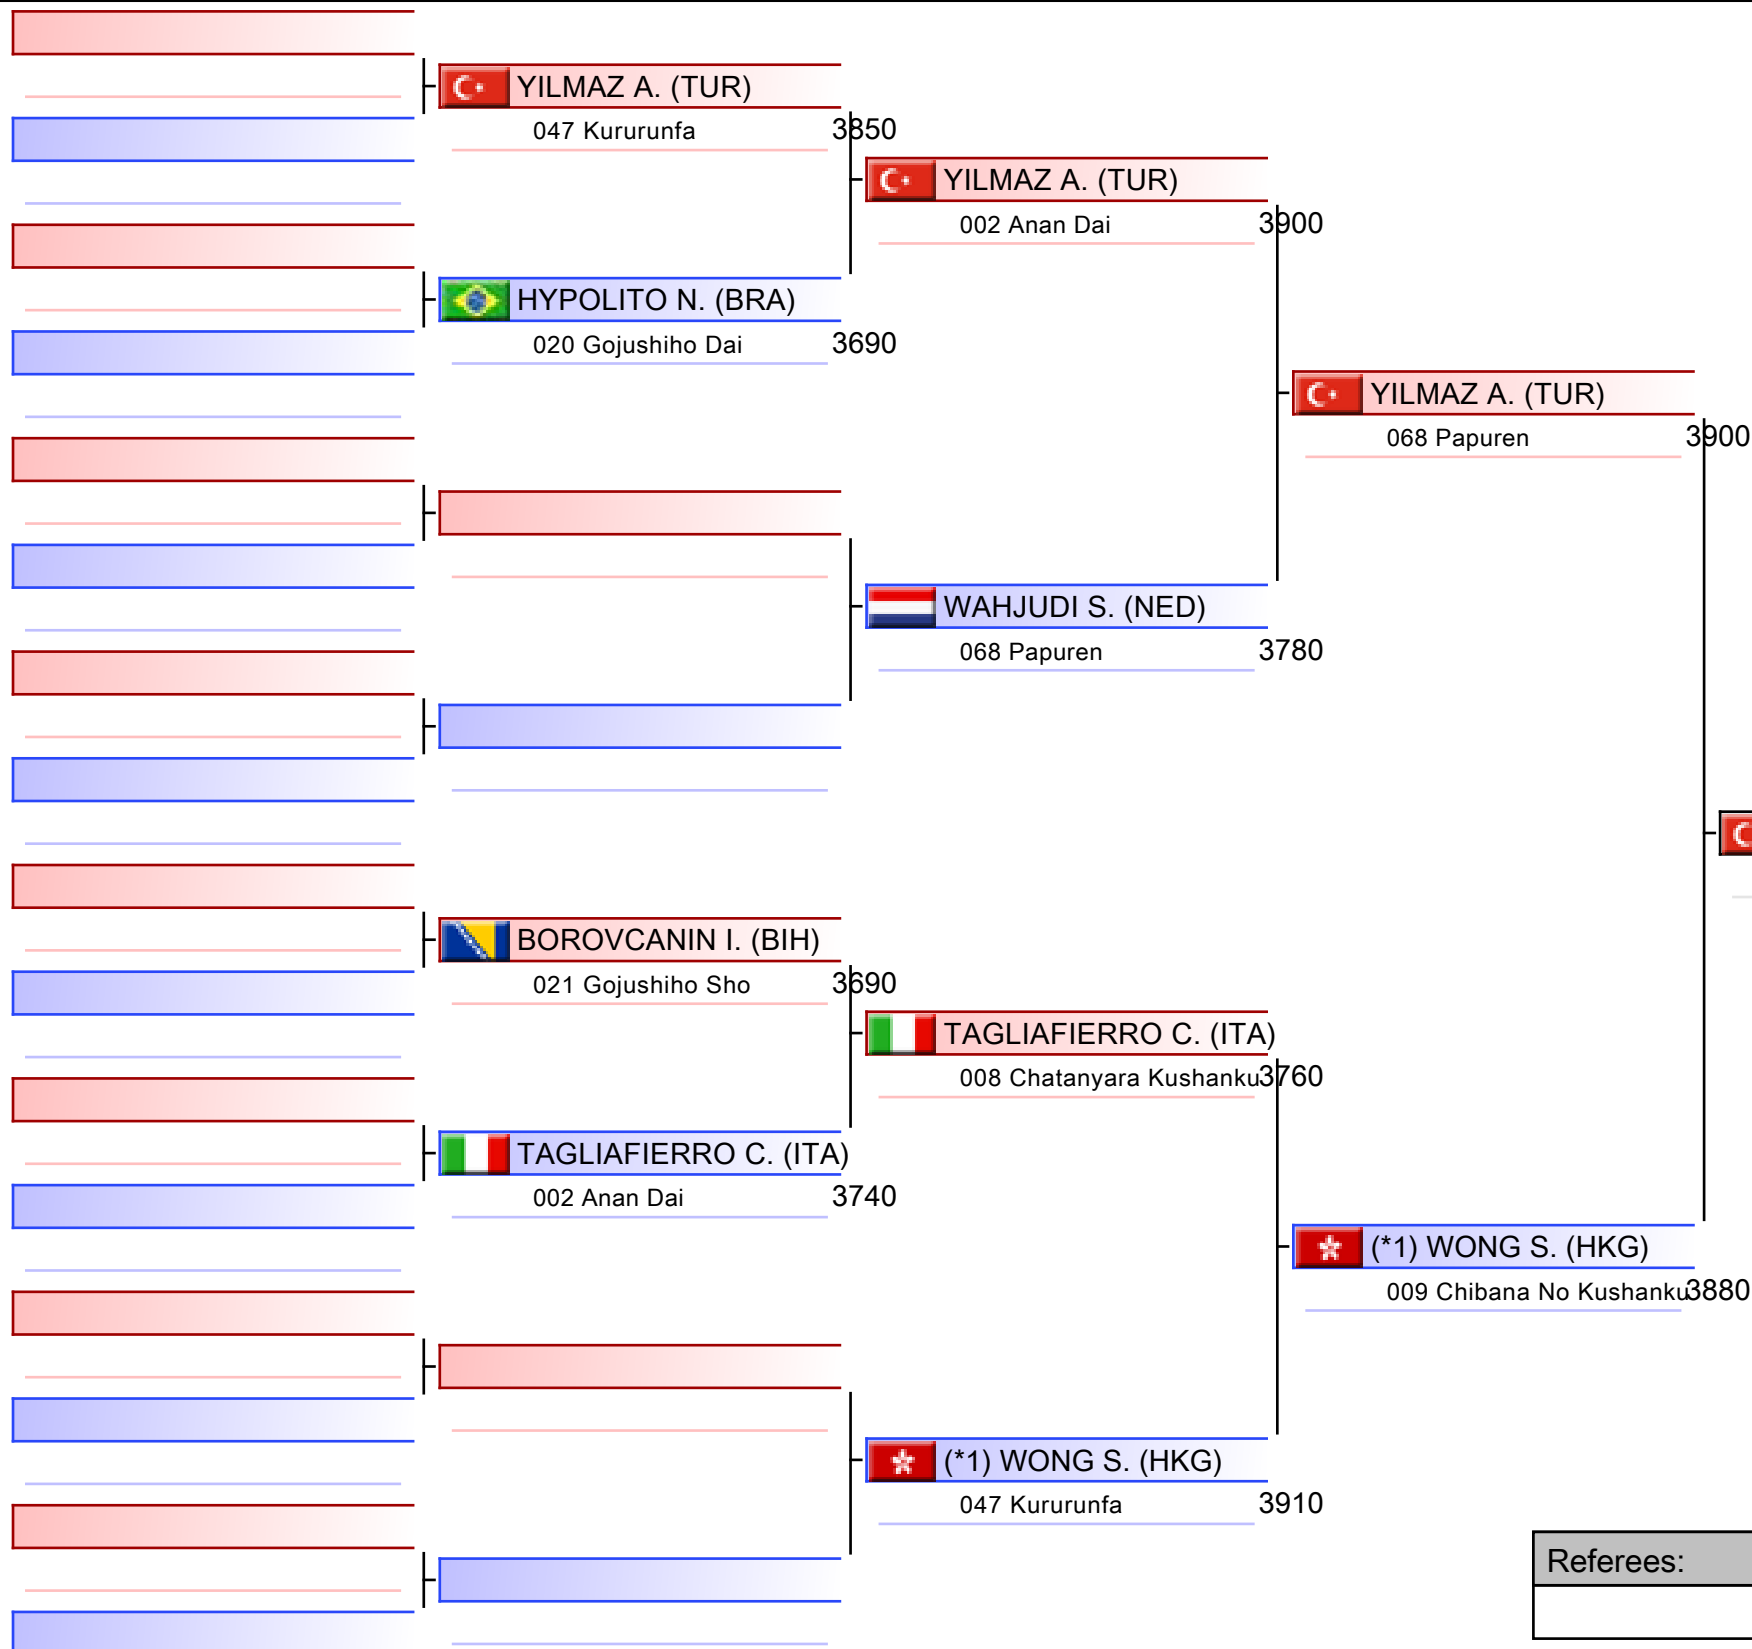 YILMAZ A. (TUR)
047 Kururunfa 3850
HYPOLITO N. (BRA)
020 Gojushiho Dai 3690
BOROVCANIN I. (BIH)
021 Gojushiho Sho 3690
TAGLIAFIERRO C. (ITA)
002 Anan Dai 3740
YILMAZ A. (TUR)
002 Anan Dai 3900
WAHJUDI S. (NED)
068 Papuren 3780
TAGLIAFIERRO C. (ITA)
008 Chatanyara Kushanku 3760
(*1) WONG S. (HKG)
047 Kururunfa 3910
YILMAZ A. (TUR)
068 Papuren 3900
(*1) WONG S. (HKG)
009 Chibana No Kushanku 3880
Referees: